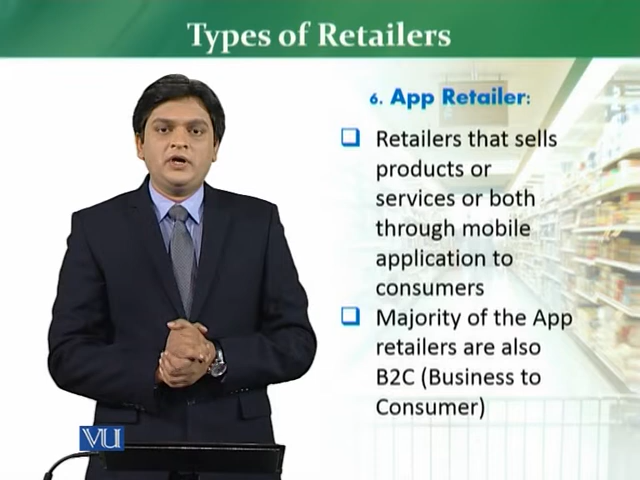 Types of Retailers
6. App Retailer:
Retailers that sells
products or
services or both
through mobile
application to
consumers
Majority of the App
retailers are also
B2C (Business to
Consumer)
VU